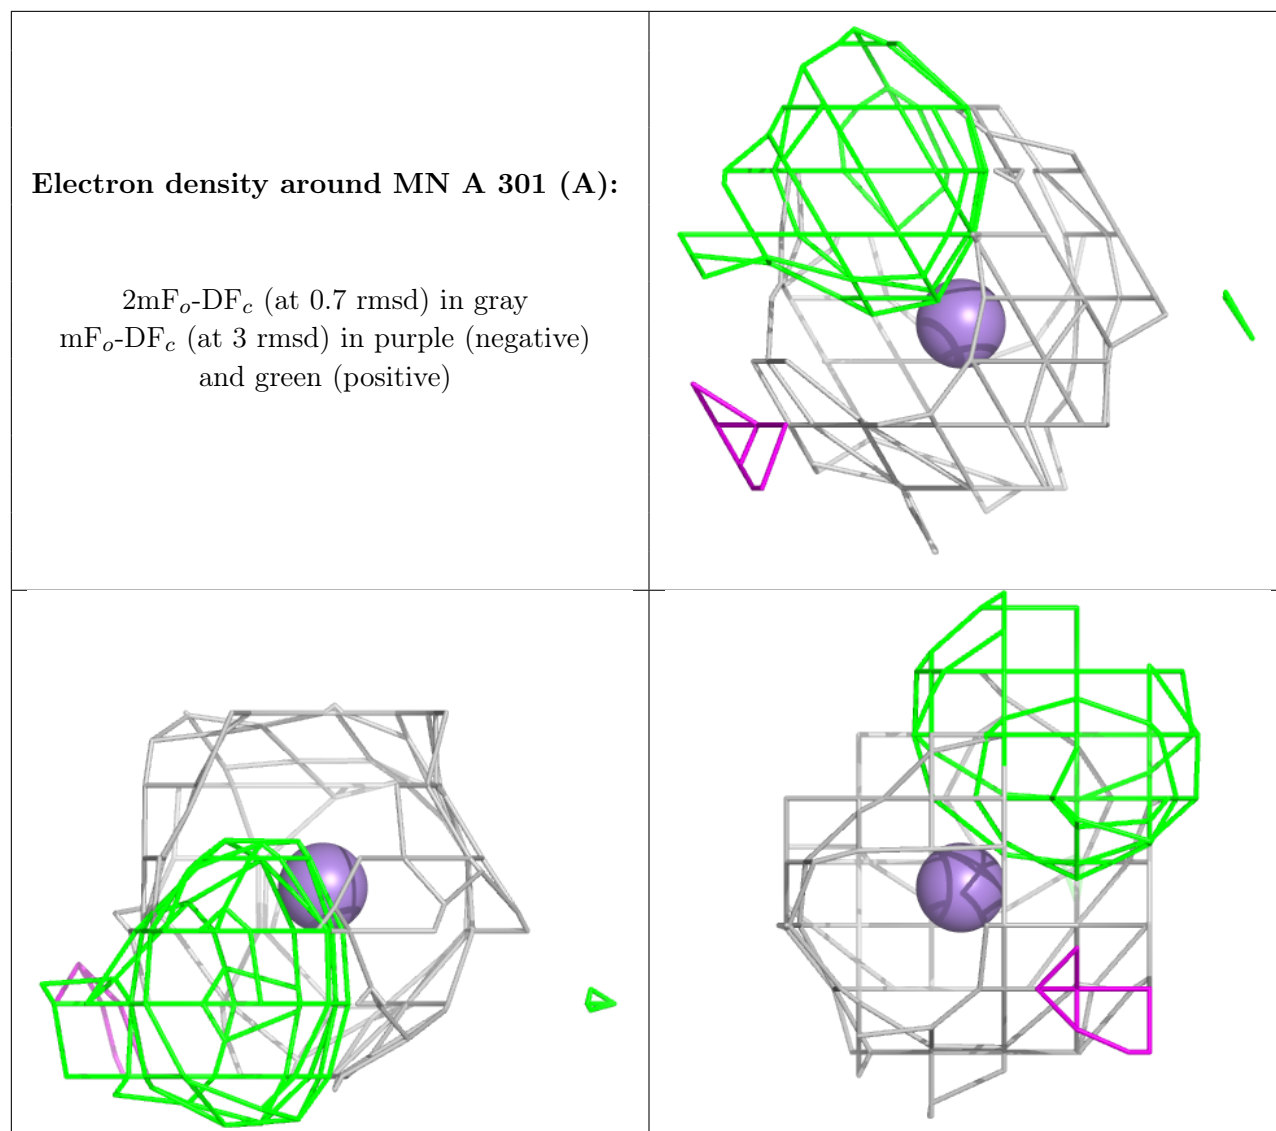 Electron density around MN A 301 (A):
2mFₒ-DF𝒸 (at 0.7 rmsd) in gray
mFₒ-DF𝒸 (at 3 rmsd) in purple (negative)
and green (positive)